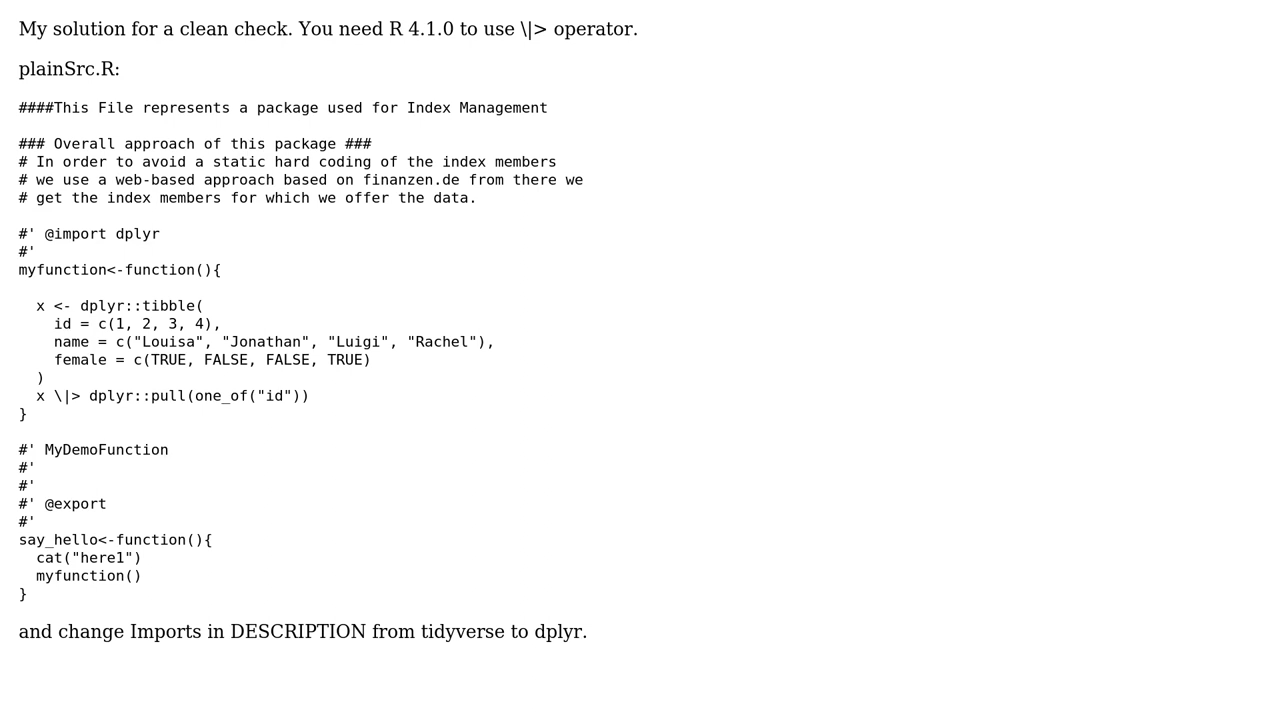 My solution for a clean check. You need R 4.1.0 to use \|> operator.
plainSrc.R:
####This File represents a package used for Index Management
### Overall approach of this package ###
# In order to avoid a static hard coding of the index members
# we use a web-based approach based on finanzen.de from there we
# get the index members for which we offer the data.
#' @import dplyr
#'
myfunction<-function(){
  x <- dplyr::tibble(
    id = c(1, 2, 3, 4),
    name = c("Louisa", "Jonathan", "Luigi", "Rachel"),
    female = c(TRUE, FALSE, FALSE, TRUE)
  )
  x \|> dplyr::pull(one_of("id"))
}
#' MyDemoFunction
#'
#'
#' @export
#'
say_hello<-function(){
  cat("here1")
  myfunction()
}
and change Imports in DESCRIPTION from tidyverse to dplyr.